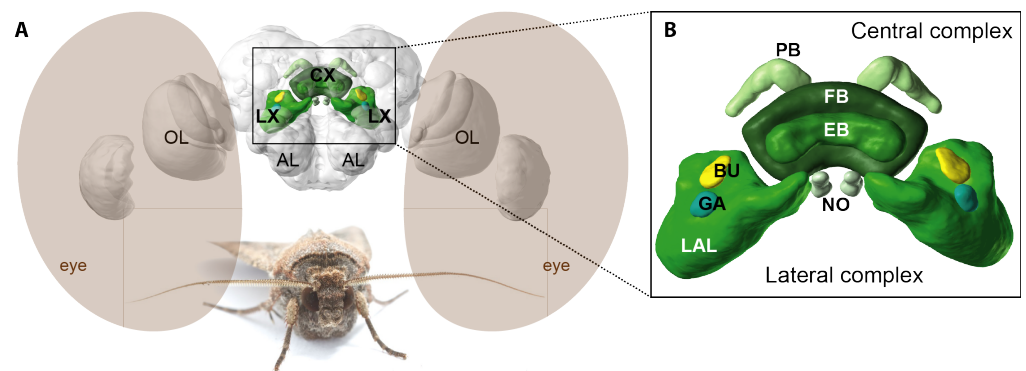 A
CX
LX
LX
OL
OL
AL
AL
eye
eye
B
Central complex
PB
FB
EB
BU
GA
NO
LAL
Lateral complex